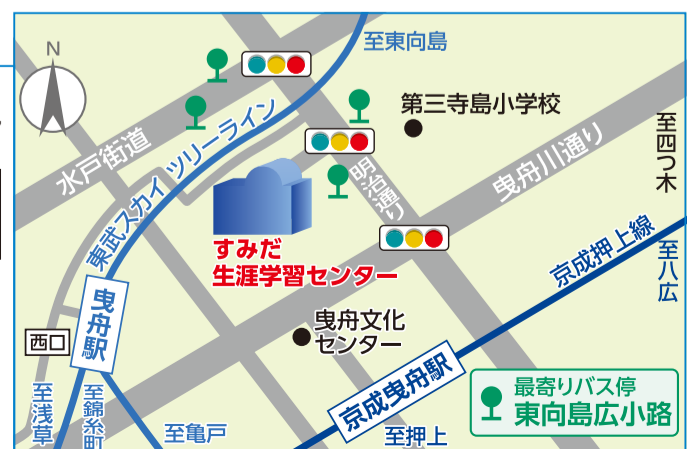 N
至東向島
第三寺島小学校
水戸街道
東武スカイツリーライン
明治通り
曳舟川通り
至四つ木
すみだ
生涯学習センター
京成押上線
至八広
曳舟駅
西口
曳舟文化
センター
京成曳舟駅
最寄りバス停
東向島広小路
至浅草
至錦糸町
至亀戸
至押上